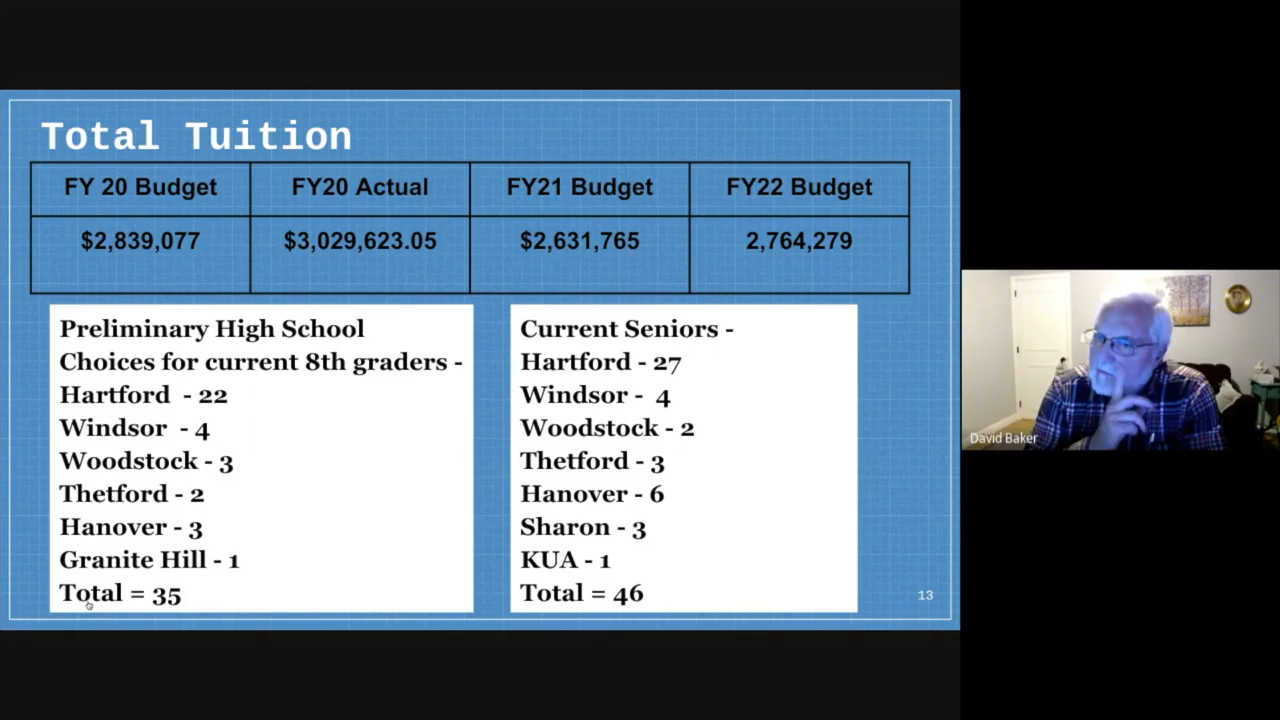 Total Tuition
FY 20 Budget FY20 Actual FY21 Budget FY22 Budget
$2,839,077 $3,029,623.05 $2,631,765 2,764,279
Preliminary High School
Choices for current 8th graders -
Hartford - 22
Windsor - 4
Woodstock - 3
Thetford - 2
Hanover - 3
Granite Hill - 1
Total = 35
Current Seniors -
Hartford - 27
Windsor - 4
Woodstock - 2
Thetford - 3
Hanover - 6
Sharon - 3
KUA - 1
Total = 46
13
David Baker